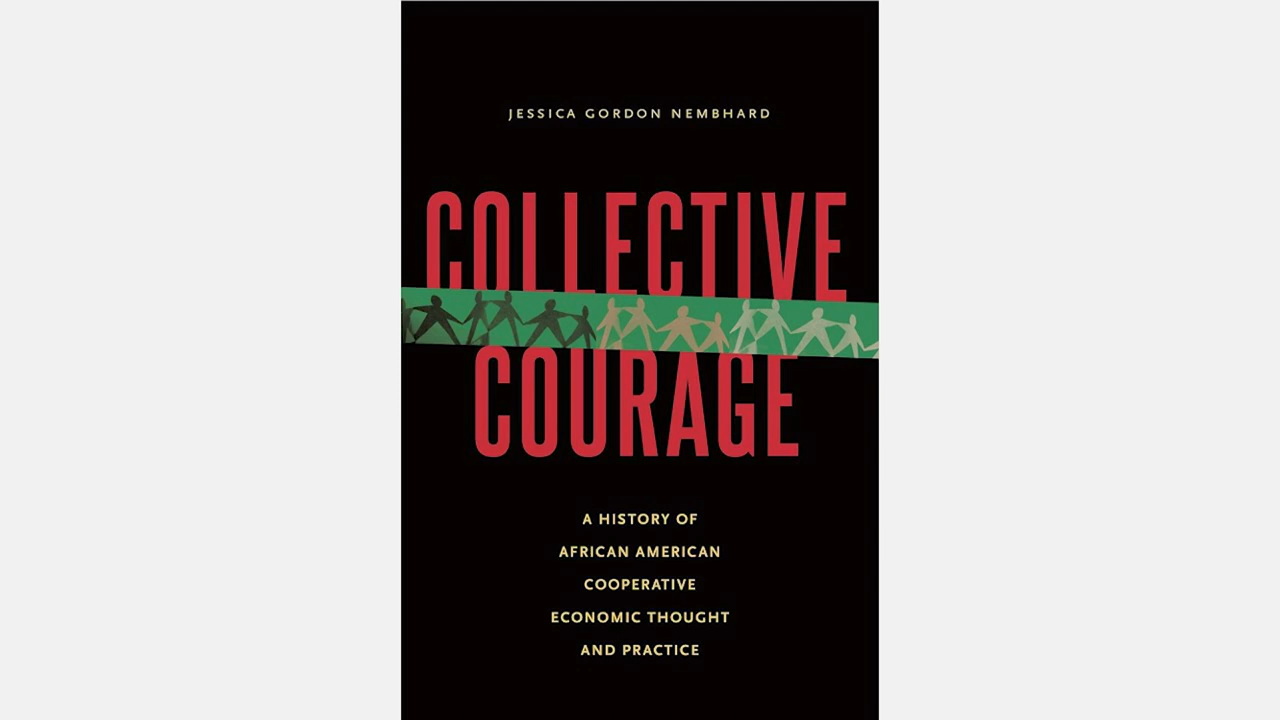 JESSICA GORDON NEMBHARD
COLLECTIVE
COURAGE
A HISTORY OF
AFRICAN AMERICAN
COOPERATIVE
ECONOMIC THOUGHT
AND PRACTICE